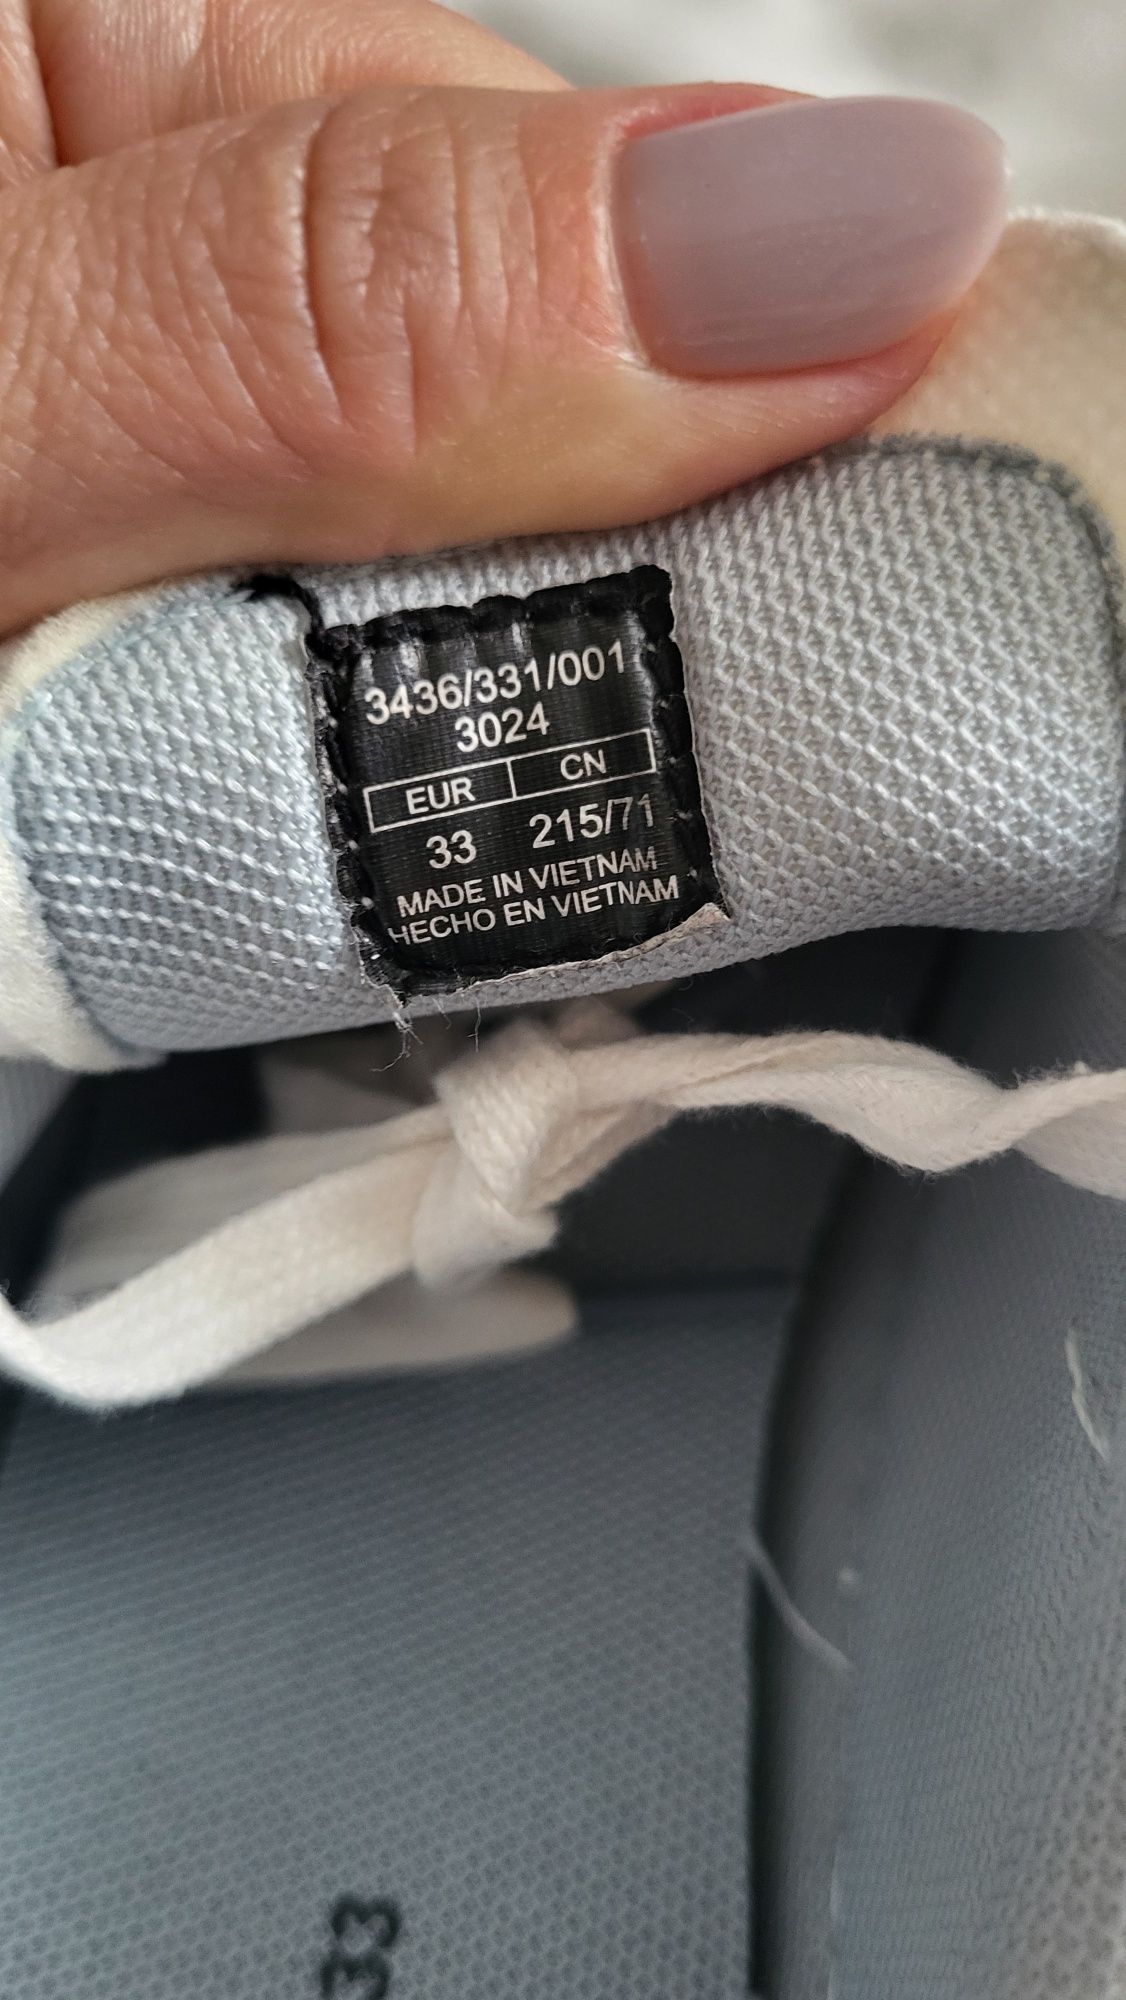 3436/331/001
3024
EUR CN
33 215/71
MADE IN VIETNAM
HECHO EN VIETNAM
33